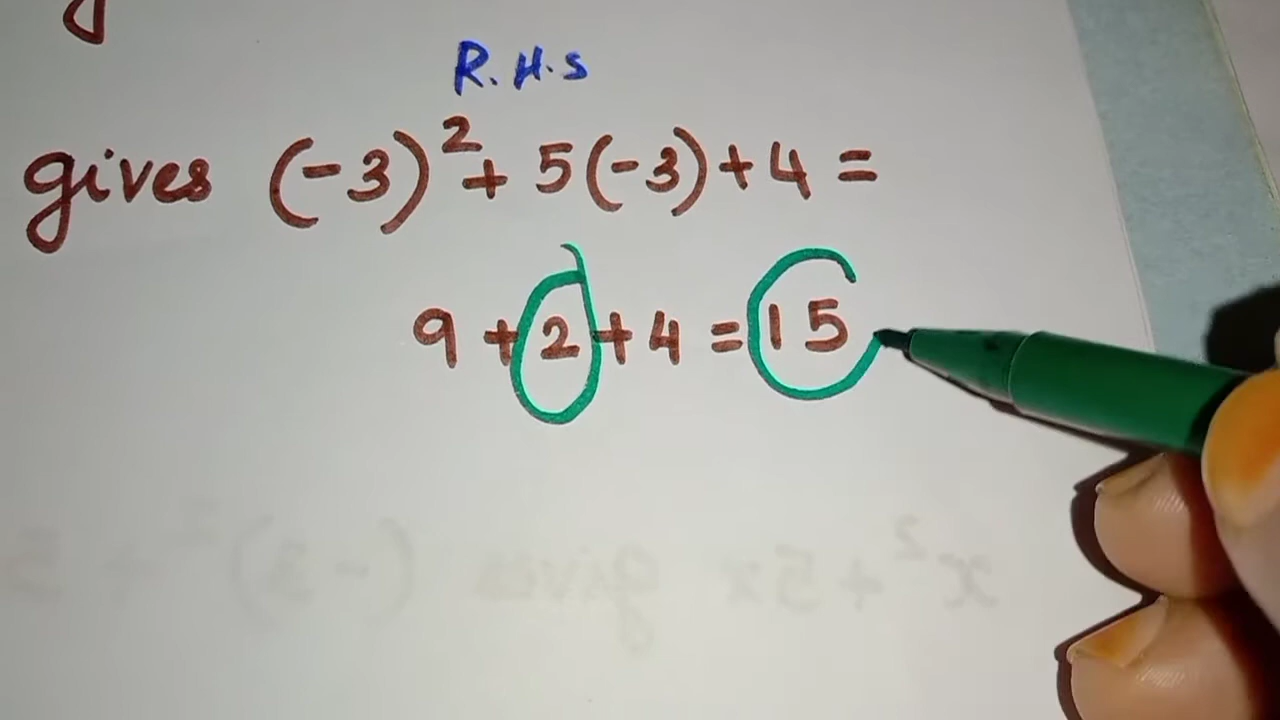 R.H.S
gives (-3)² + 5(-3) + 4 =
9 + 2 + 4 = 15